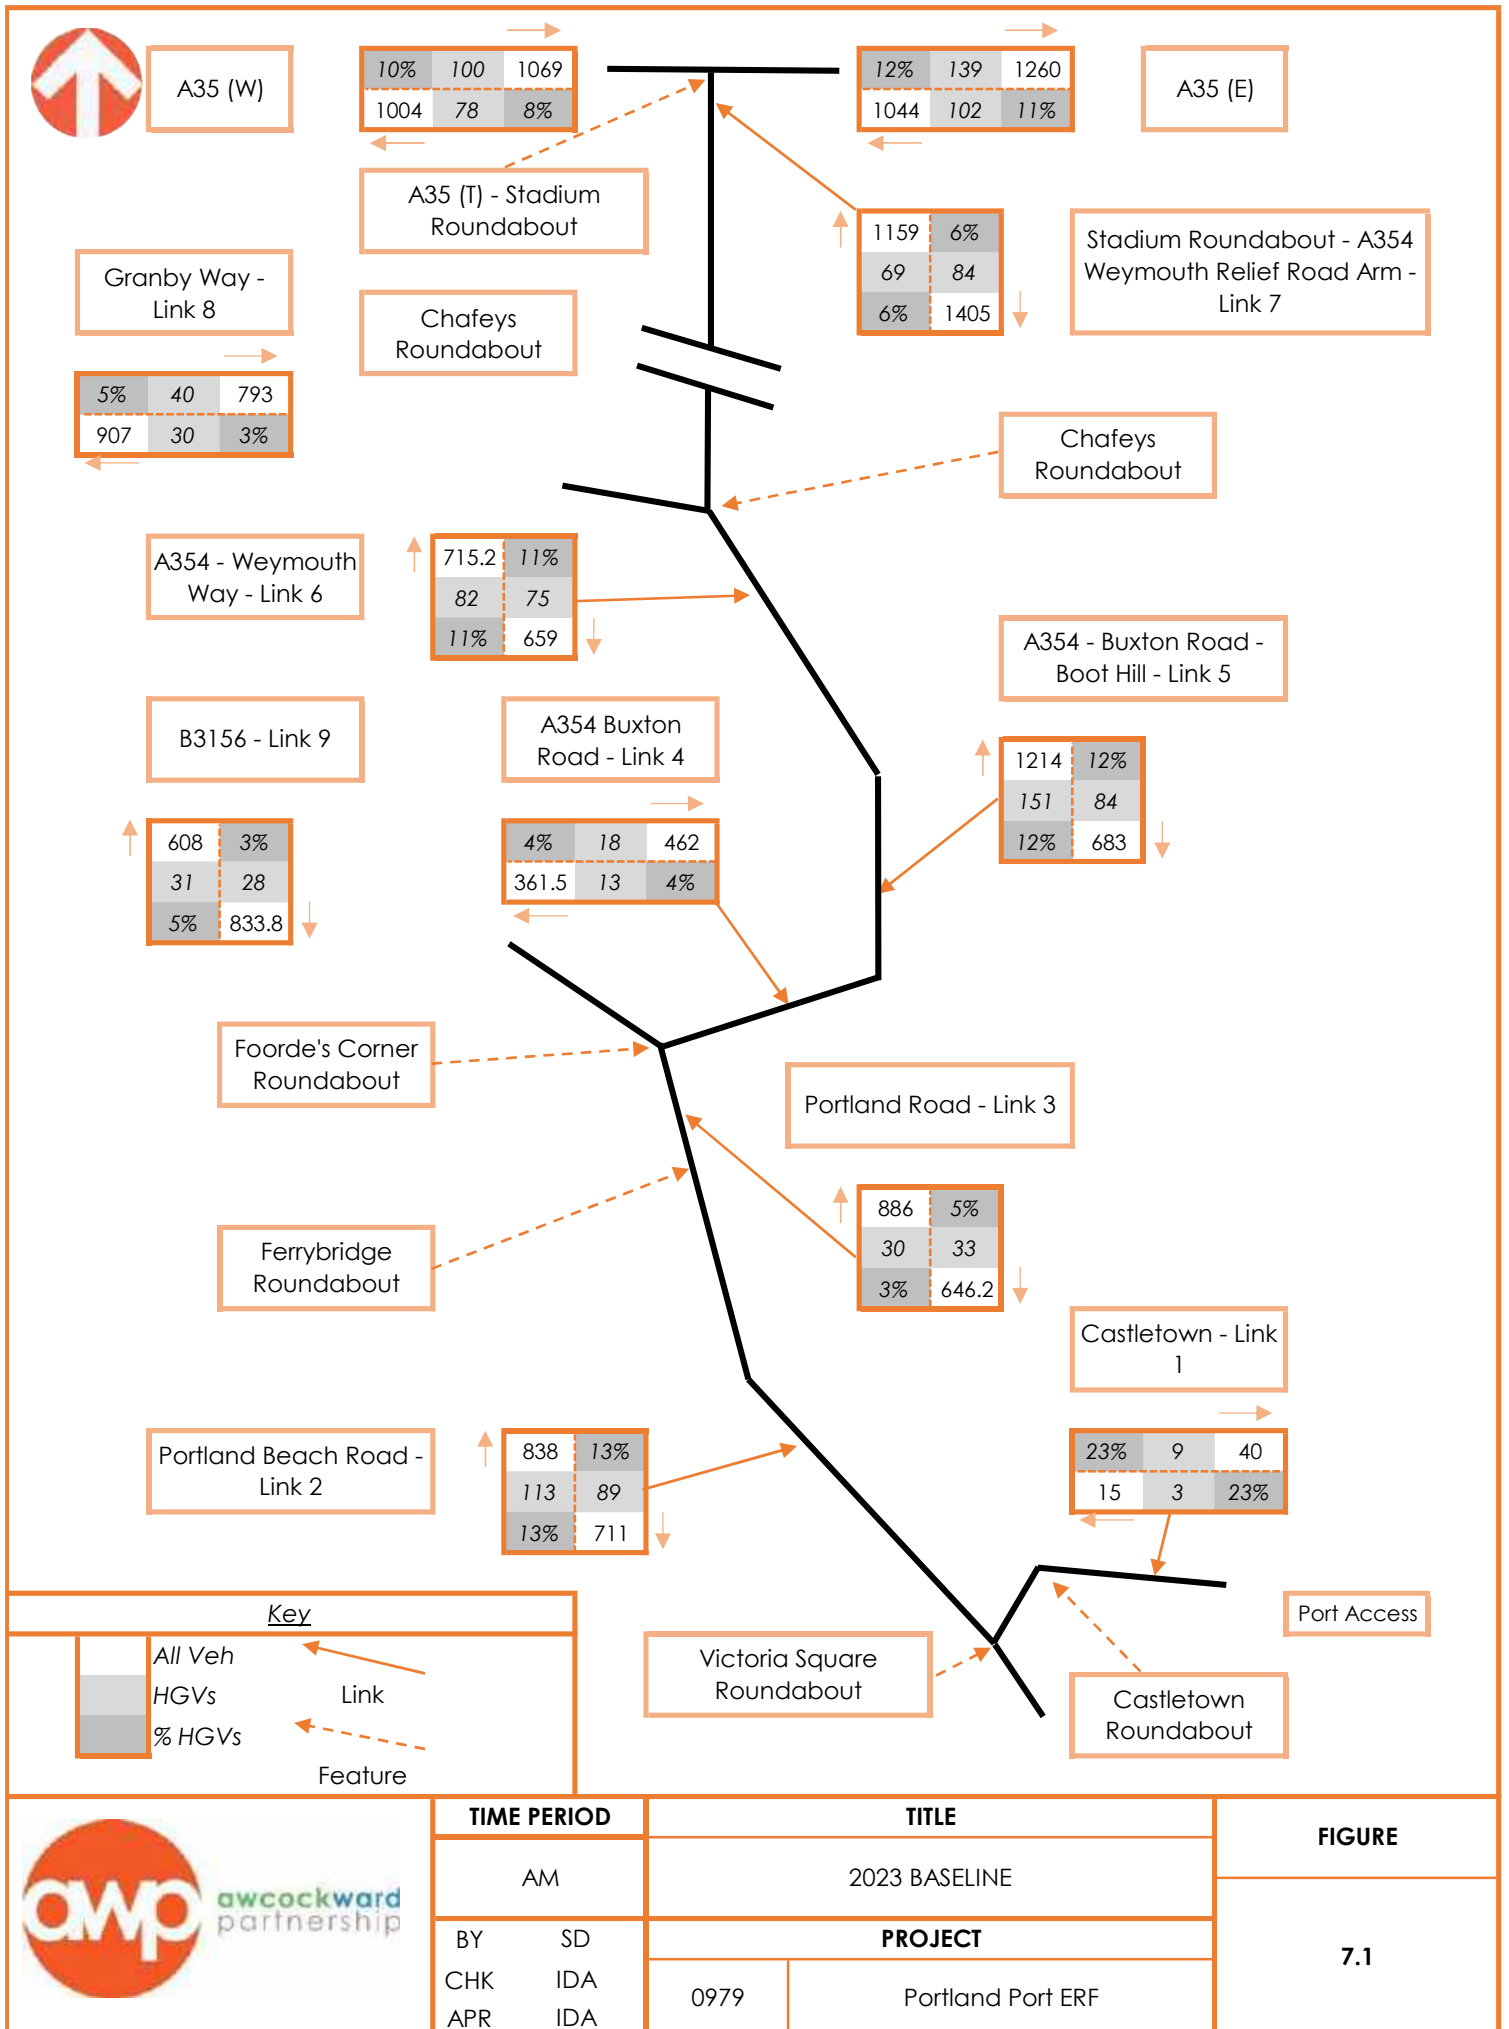 A35 (W)
10% 100 1069
1004 78 8%
12% 139 1260
1044 102 11%
A35 (E)
A35 (T) - Stadium
Roundabout
1159 6%
69 84
6% 1405
Stadium Roundabout - A354
Weymouth Relief Road Arm -
Link 7
Granby Way -
Link 8
Chafeys
Roundabout
5% 40 793
907 30 3%
Chafeys
Roundabout
A354 - Weymouth
Way - Link 6
715.2 11%
82 75
11% 659
A354 - Buxton Road -
Boot Hill - Link 5
B3156 - Link 9
A354 Buxton
Road - Link 4
1214 12%
151 84
12% 683
608 3%
31 28
5% 833.8
4% 18 462
361.5 13 4%
Foorde's Corner
Roundabout
Portland Road - Link 3
886 5%
30 33
3% 646.2
Ferrybridge
Roundabout
Castletown - Link
1
Portland Beach Road -
Link 2
838 13%
113 89
13% 711
23% 9 40
15 3 23%
Port Access
Victoria Square
Roundabout
Castletown
Roundabout
Key
All Veh
HGVs
% HGVs
Link
Feature
awp
awcockward
partnership
TIME PERIOD
AM
BY SD
CHK IDA
APR IDA
TITLE
2023 BASELINE
PROJECT
0979 Portland Port ERF
FIGURE
7.1